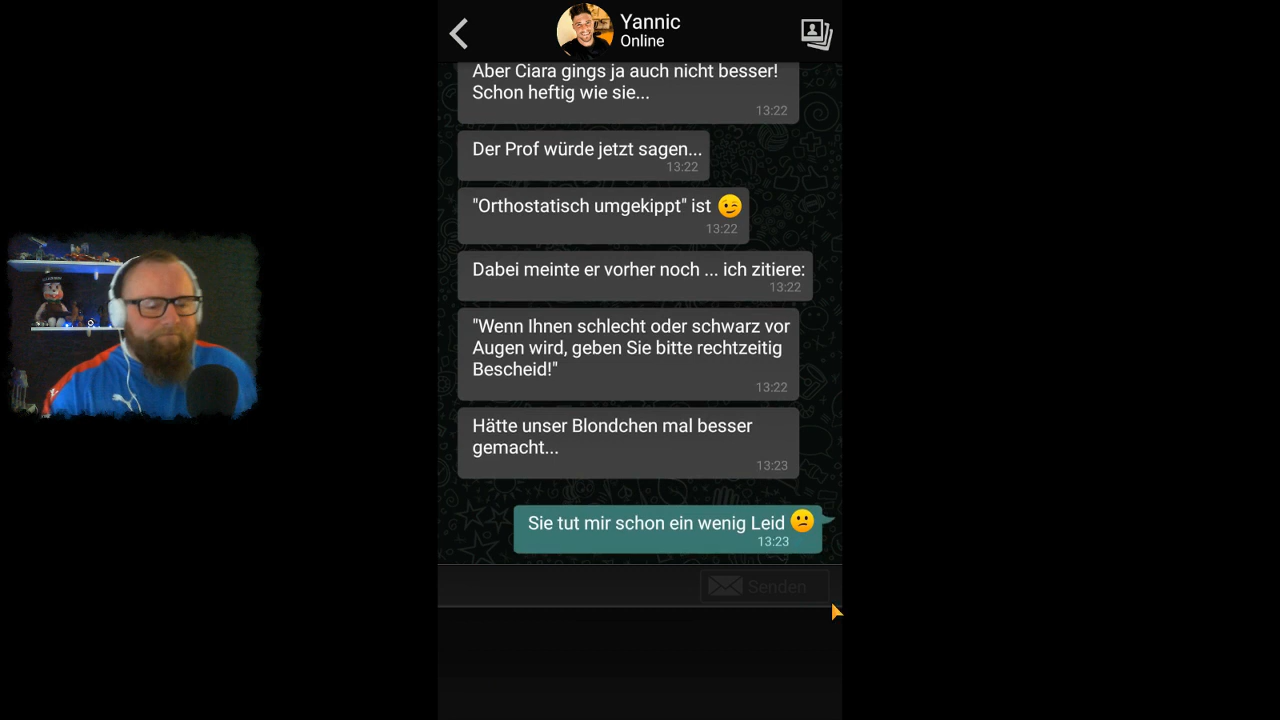 Yannic
Online
Aber Ciara gings ja auch nicht besser!
Schon heftig wie sie...
13:22
Der Prof würde jetzt sagen...
13:22
"Orthostatisch umgekippt" ist 😉
13:22
Dabei meinte er vorher noch ... ich zitiere:
13:22
"Wenn Ihnen schlecht oder schwarz vor
Augen wird, geben Sie bitte rechtzeitig
Bescheid!"
13:22
Hätte unser Blondchen mal besser
gemacht...
13:23
Sie tut mir schon ein wenig Leid 😕
13:23
Senden